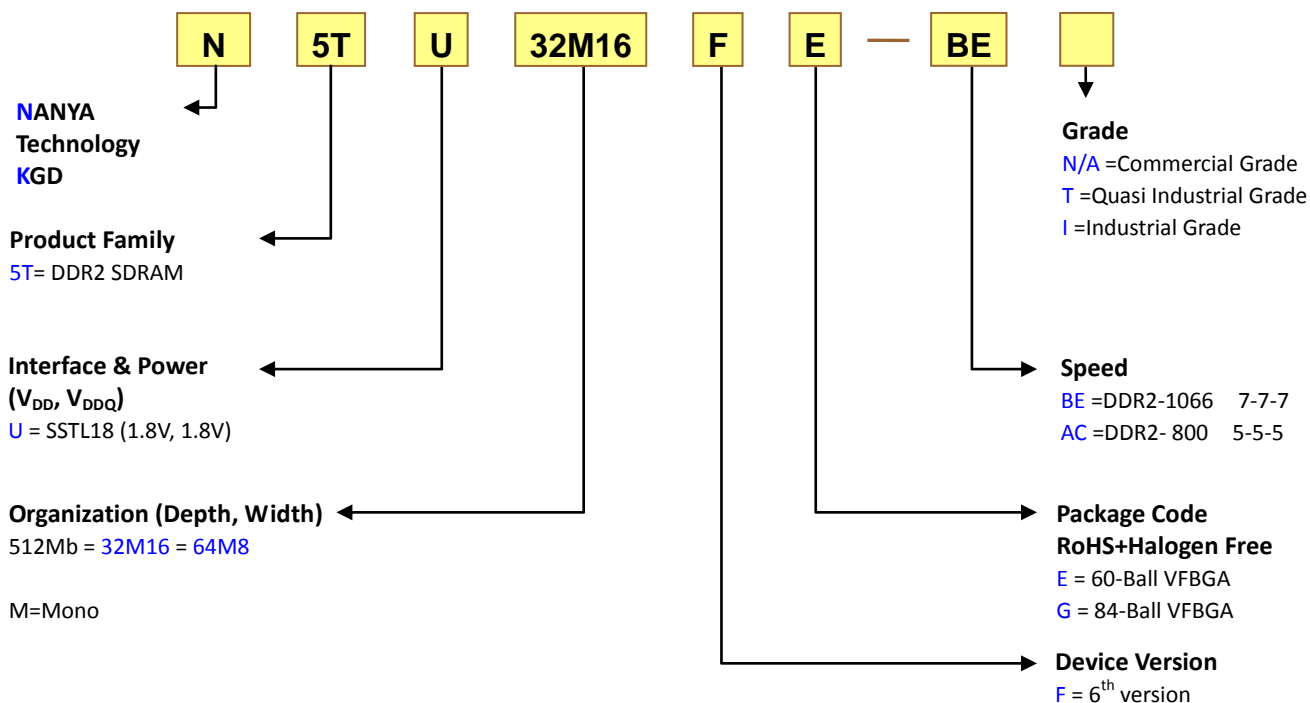 N 5T U 32M16 F E — BE
NANYA
Technology
KGD
Product Family
5T= DDR2 SDRAM
Interface & Power
(VDD, VDDQ)
U = SSTL18 (1.8V, 1.8V)
Organization (Depth, Width)
512Mb = 32M16 = 64M8
M=Mono
Grade
N/A =Commercial Grade
T =Quasi Industrial Grade
I =Industrial Grade
Speed
BE =DDR2-1066 7-7-7
AC =DDR2- 800 5-5-5
Package Code
RoHS+Halogen Free
E = 60-Ball VFBGA
G = 84-Ball VFBGA
Device Version
F = 6th version